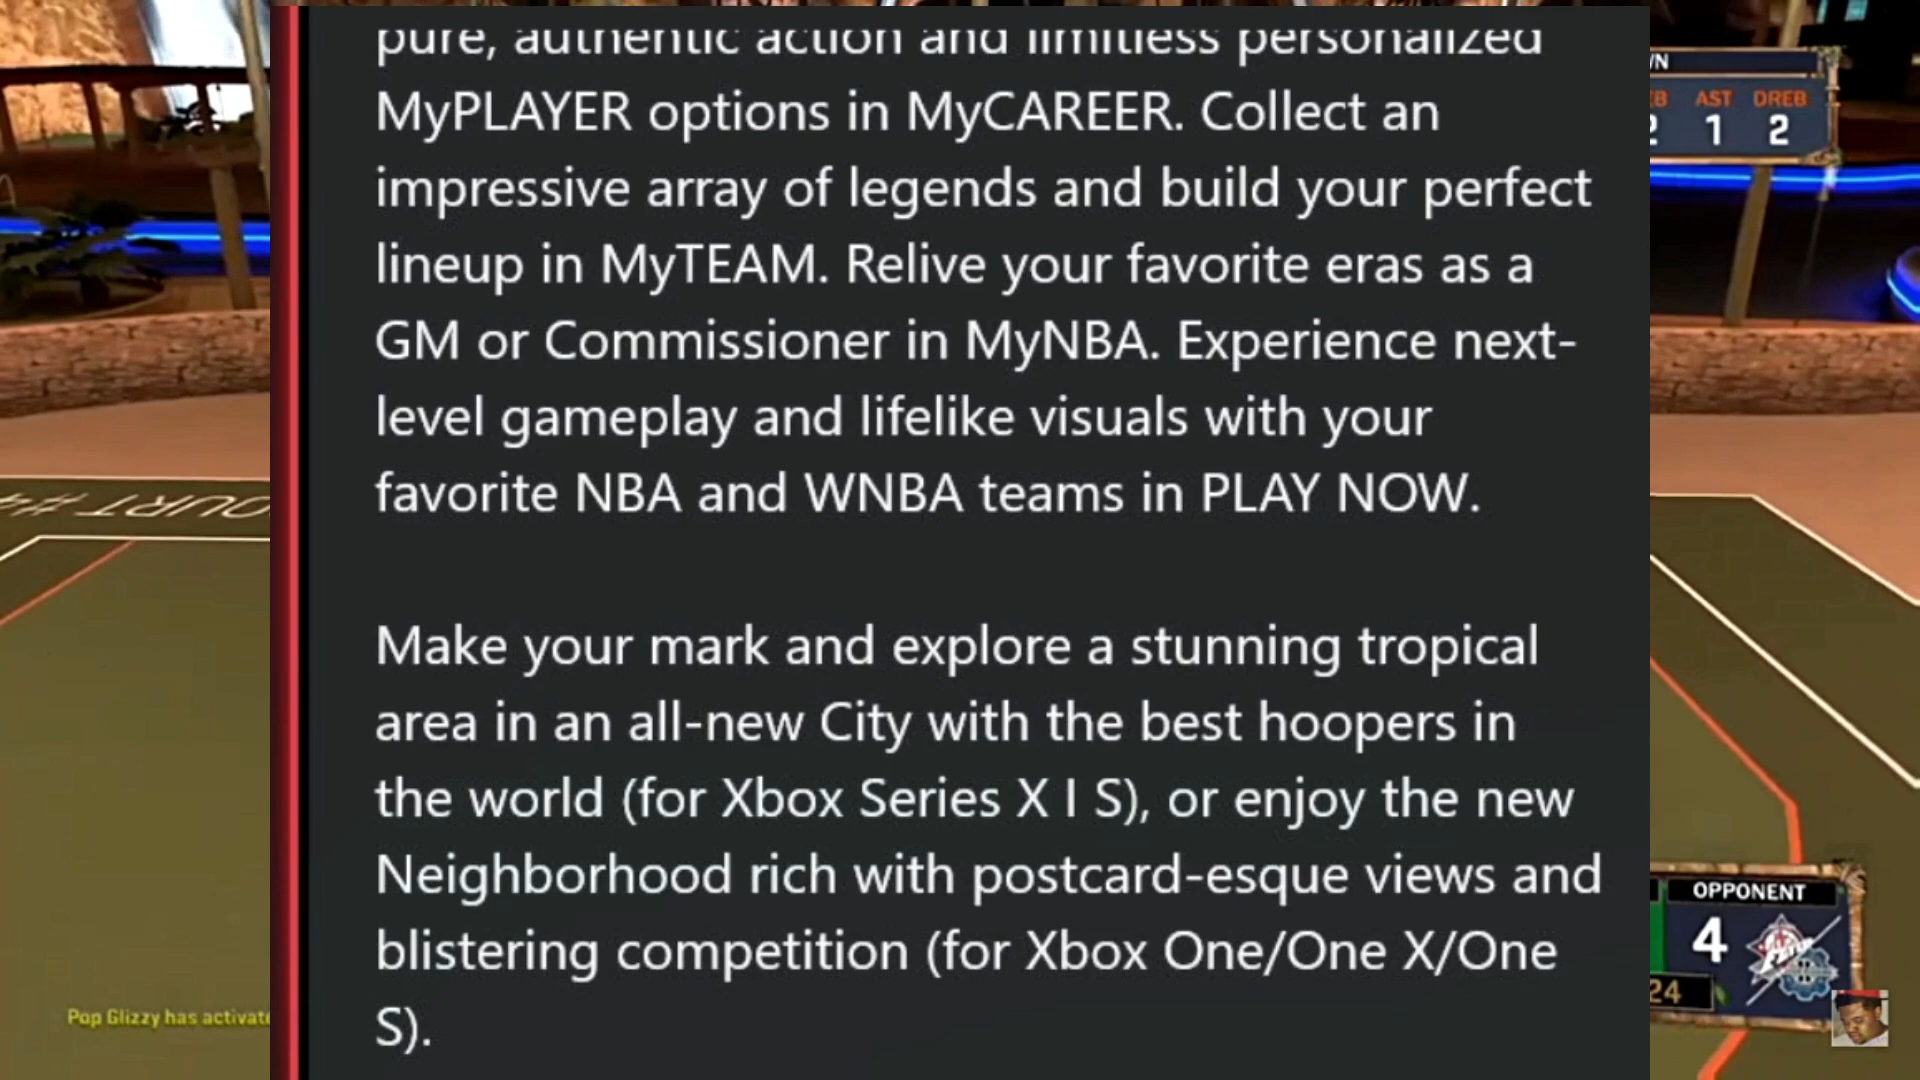 pure, authentic action and limitless personalized
MyPLAYER options in MyCAREER. Collect an
impressive array of legends and build your perfect
lineup in MyTEAM. Relive your favorite eras as a
GM or Commissioner in MyNBA. Experience next-
level gameplay and lifelike visuals with your
favorite NBA and WNBA teams in PLAY NOW.
Make your mark and explore a stunning tropical
area in an all-new City with the best hoopers in
the world (for Xbox Series X I S), or enjoy the new
Neighborhood rich with postcard-esque views and
blistering competition (for Xbox One/One X/One
S).
AST DREB
1 2
OPPONENT
4
24
Pop Glizzy has activate